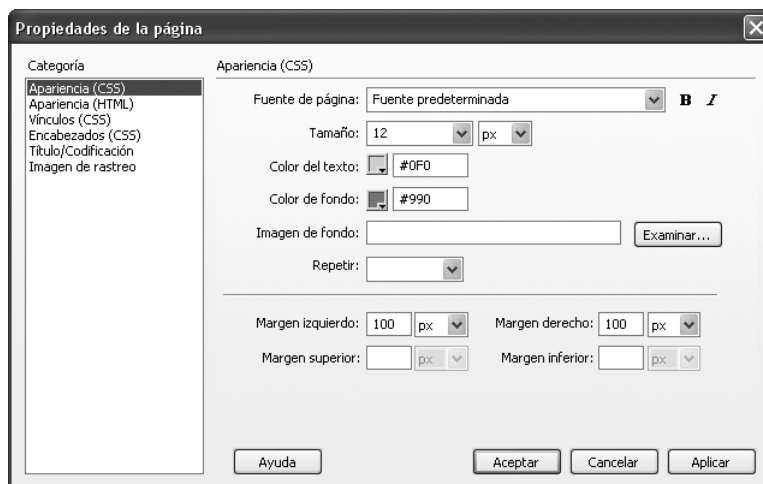 Propiedades de la página
Categoría
Apariencia (CSS)
Apariencia (HTML)
Vínculos (CSS)
Encabezados (CSS)
Título/Codificación
Imagen de rastreo
Apariencia (CSS)
Fuente de página: Fuente predeterminada B I
Tamaño: 12 px
Color del texto: #0F0
Color de fondo: #990
Imagen de fondo: Examinar...
Repetir:
Margen izquierdo: 100 px Margen derecho: 100 px
Margen superior: px Margen inferior: px
Ayuda Aceptar Cancelar Aplicar